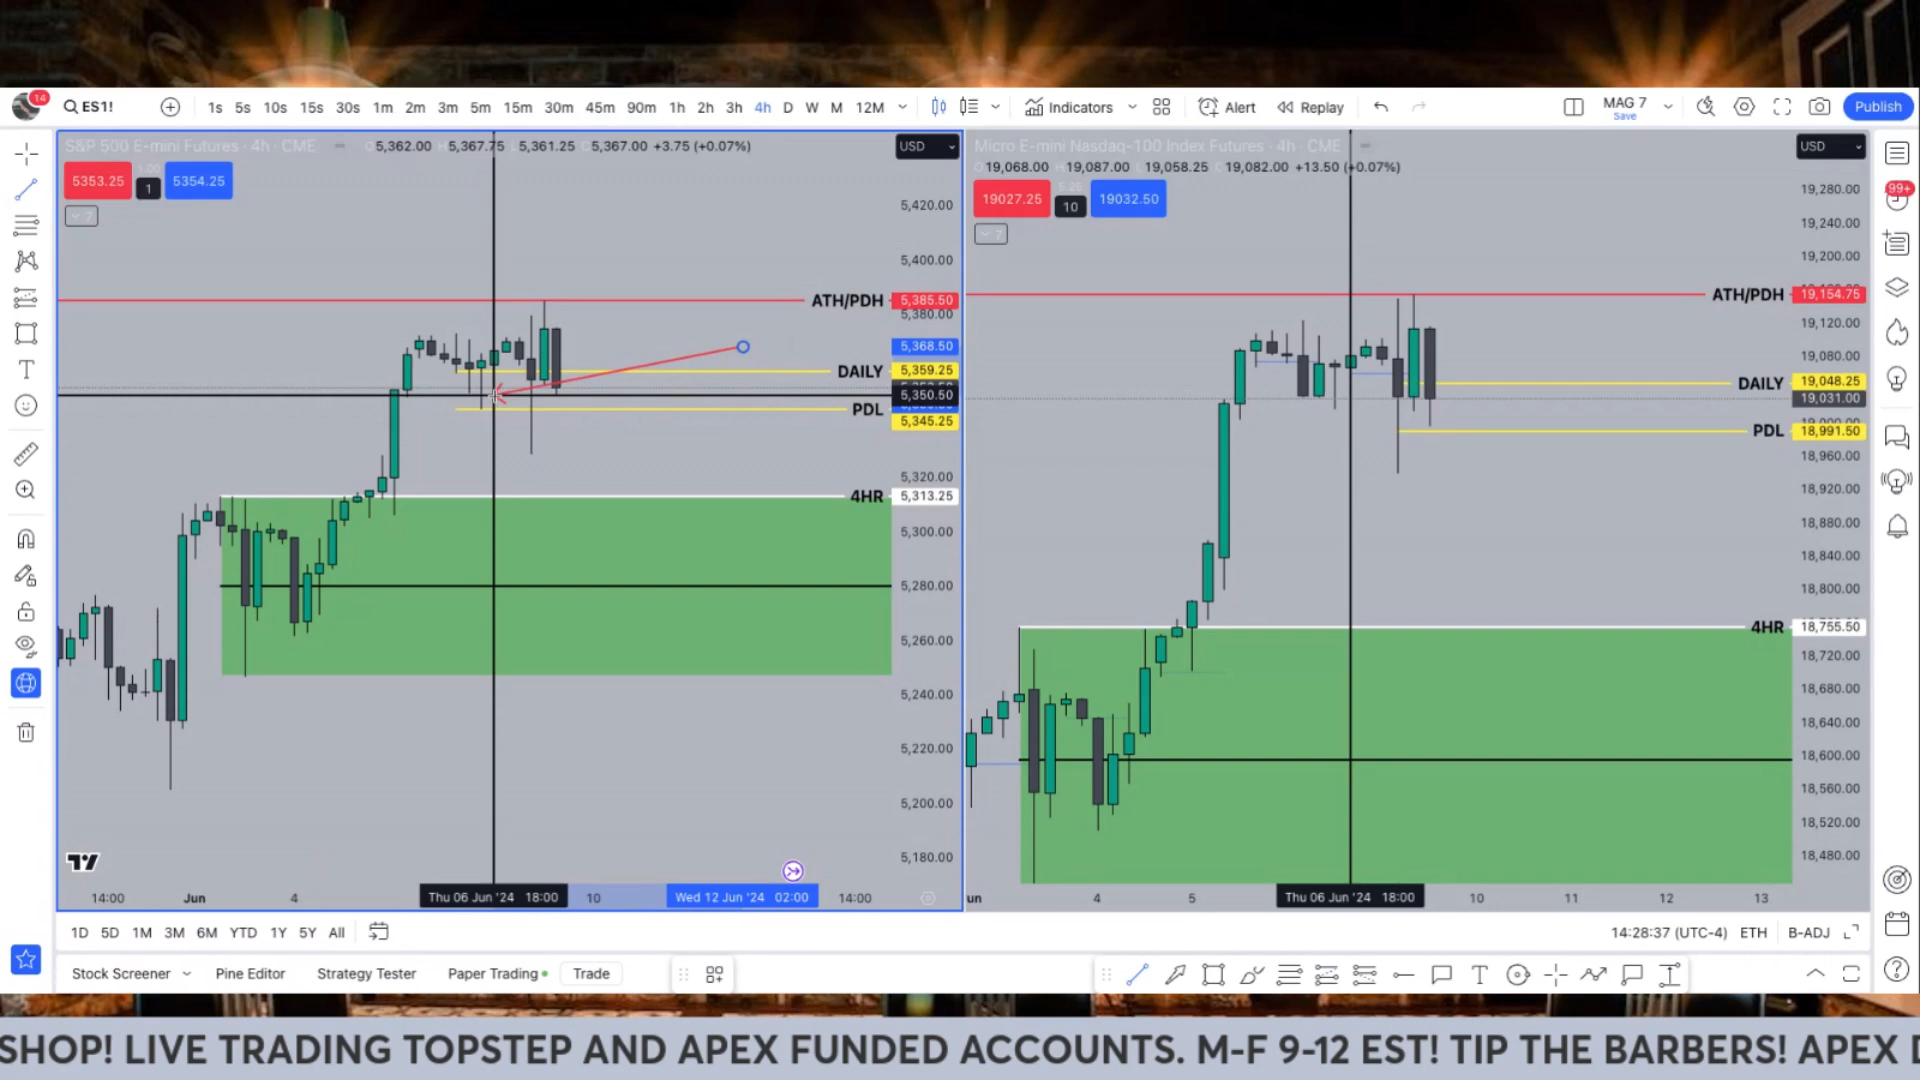 14
ES1!
1s 5s 10s 15s 30s 1m 2m 3m 5m 15m 30m 45m 90m 1h 2h 3h 4h D W M 12M
Indicators
Alert
Replay
MAG 7
Save
Publish
S&P 500 E-mini Futures · 4h · CME
5,362.00 H5,367.75 L5,361.25 C5,367.00 +3.75 (+0.07%)
USD
5353.25
1
5354.25
7
5,420.00
5,400.00
ATH/PDH 5,385.50
5,380.00
5,368.50
DAILY 5,359.25
5,350.50
PDL
5,345.25
5,320.00
4HR 5,313.25
5,300.00
5,280.00
5,260.00
5,240.00
5,220.00
5,200.00
5,180.00
14:00 Jun 4 Thu 06 Jun '24 18:00 10 Wed 12 Jun '24 02:00 14:00
Micro E-mini Nasdaq-100 Index Futures · 4h · CME
O19,068.00 H19,087.00 L19,058.25 C19,082.00 +13.50 (+0.07%)
USD
19027.25
5.25
10
19032.50
7
19,280.00
19,240.00
19,200.00
ATH/PDH 19,154.75
19,120.00
19,080.00
DAILY 19,048.25
19,031.00
PDL 18,991.50
18,960.00
18,920.00
18,880.00
18,840.00
18,800.00
4HR 18,755.50
18,720.00
18,680.00
18,640.00
18,600.00
18,560.00
18,520.00
18,480.00
un 4 5 Thu 06 Jun '24 18:00 10 11 12 13
99+
1D 5D 1M 3M 6M YTD 1Y 5Y All
14:28:37 (UTC-4) ETH B-ADJ
Stock Screener Pine Editor Strategy Tester Paper Trading Trade
SHOP! LIVE TRADING TOPSTEP AND APEX FUNDED ACCOUNTS. M-F 9-12 EST! TIP THE BARBERS! APEX